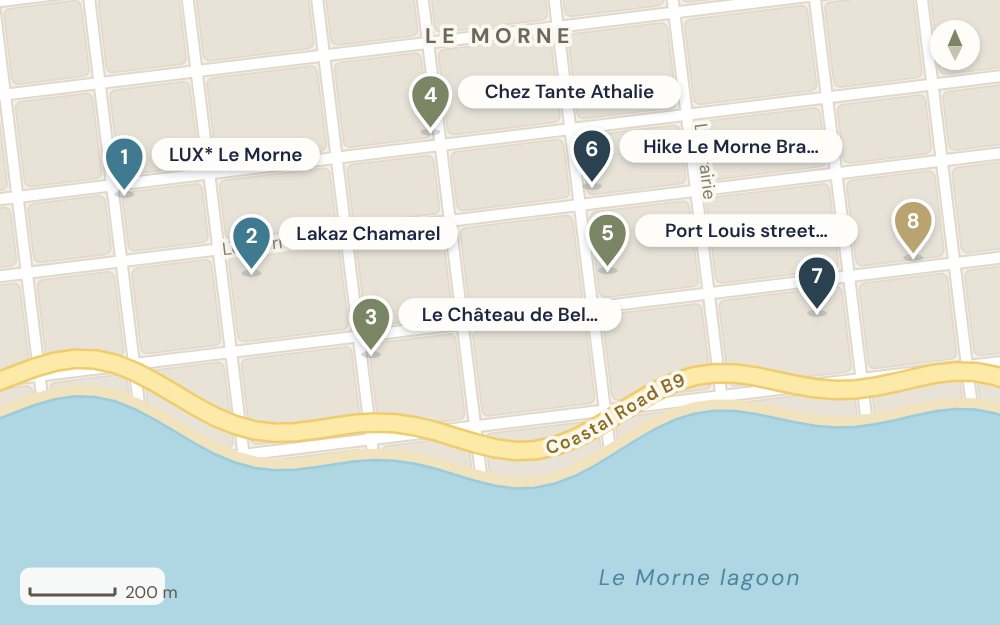 LE MORNE
4
Chez Tante Athalie
6
Hike Le Morne Bra...
1
LUX* Le Morne
8
5
Port Louis street...
2
Lakaz Chamarel
7
3
Le Château de Bel...
Coastal Road B9
Le Morne lagoon
200 m